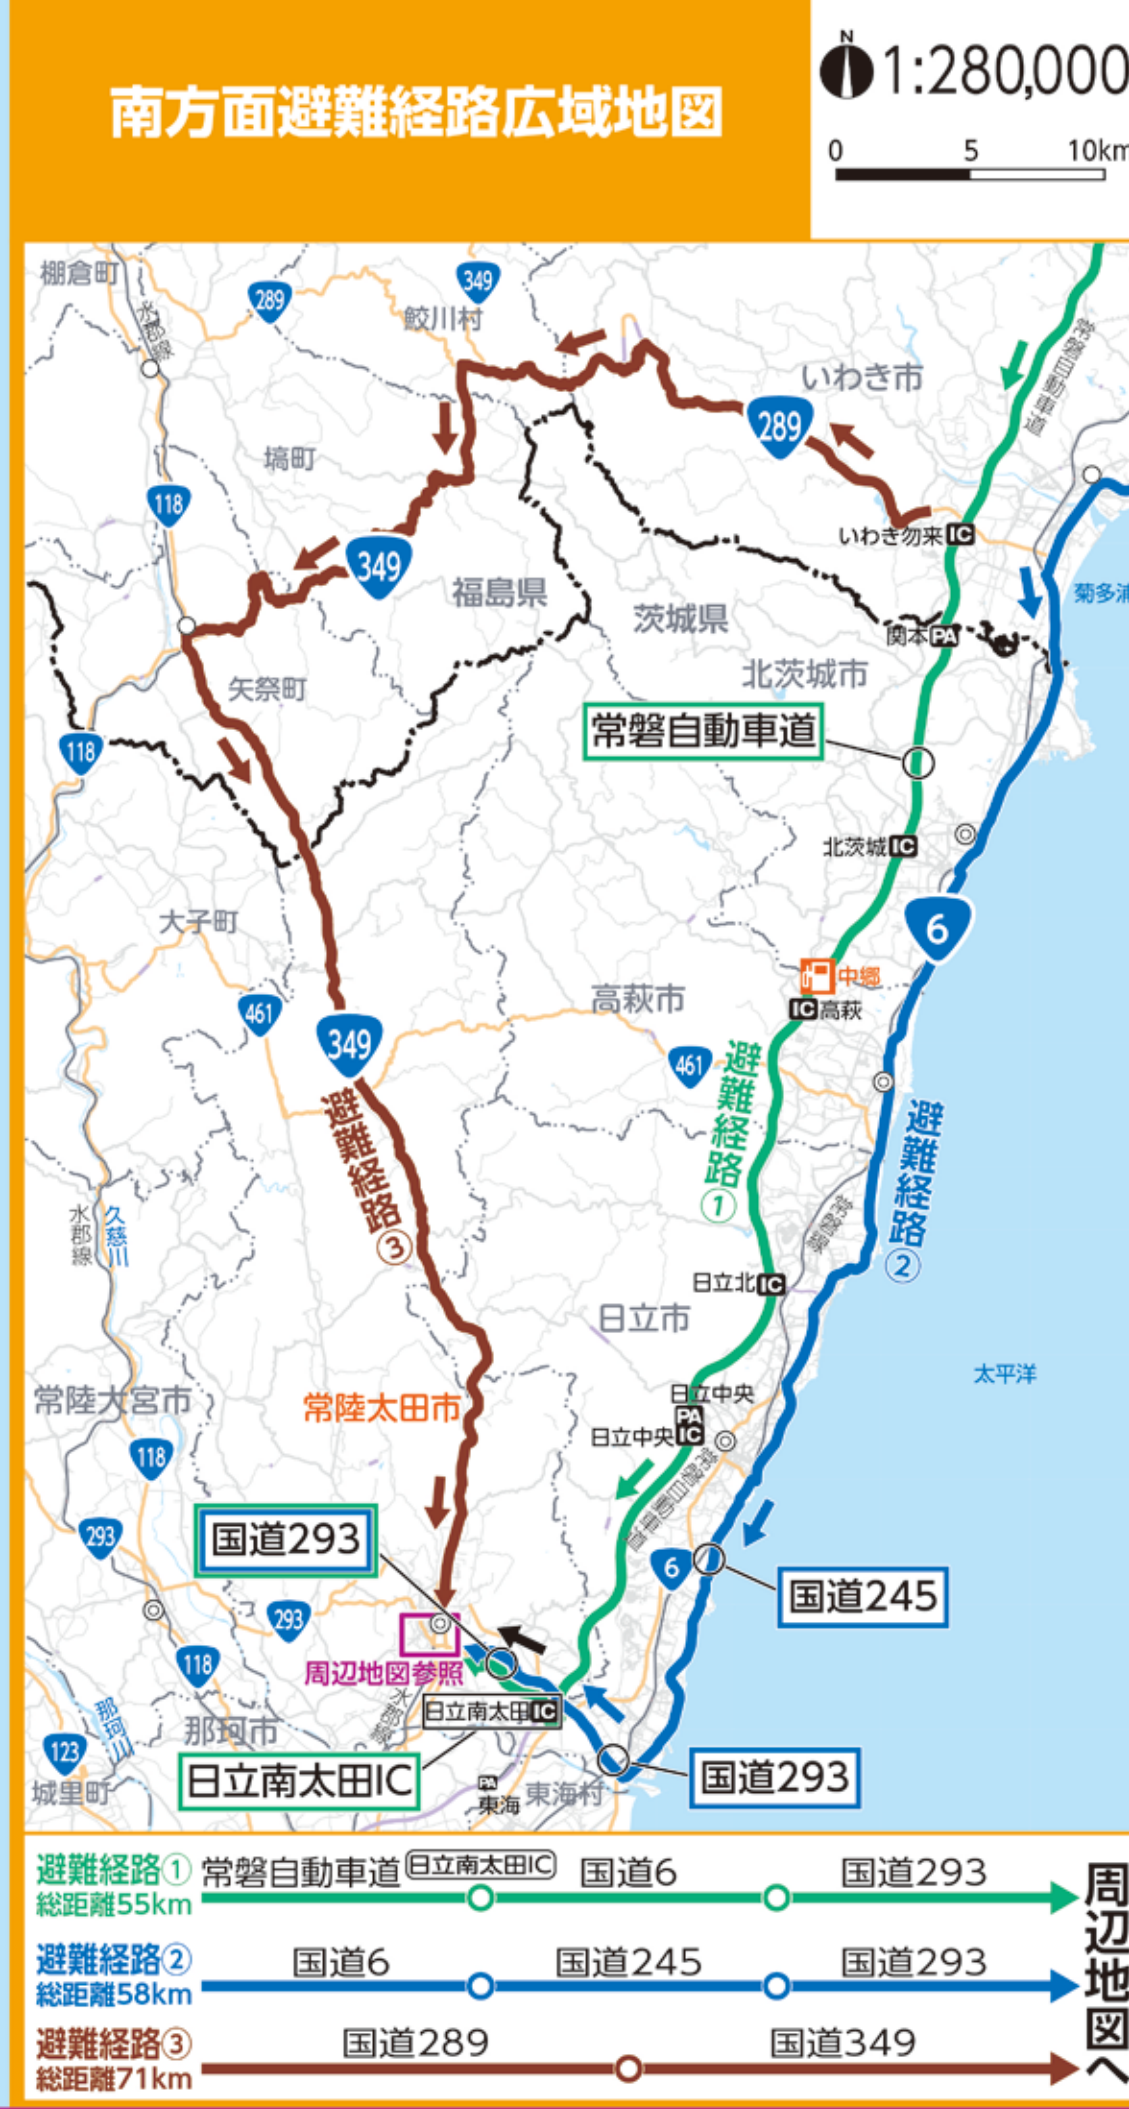 南方面避難経路広域地図
N
1:280,000
0 5 10km
棚倉町
水郡線
289
349
鮫川村
いわき市
常磐自動車道
289
塙町
118
いわき勿来IC
349
福島県
茨城県
菊多浦
関本PA
北茨城市
矢祭町
常磐自動車道
118
北茨城IC
大子町
6
中郷
高萩市
IC高萩
461
349
461
避難経路①
避難経路③
避難経路②
水郡線
久慈川
常磐線
日立北IC
日立市
太平洋
常陸大宮市
常陸太田市
日立中央
PA
日立中央IC
常磐自動車道
118
293
国道293
6
国道245
293
118
周辺地図参照
水郡線
日立南太田IC
那珂川
那珂市
123
城里町
日立南太田IC
国道293
PA
東海
東海村
避難経路①
総距離55km
常磐自動車道 日立南太田IC 国道6 国道293
避難経路②
総距離58km
国道6 国道245 国道293
避難経路③
総距離71km
国道289 国道349
周辺地図へ